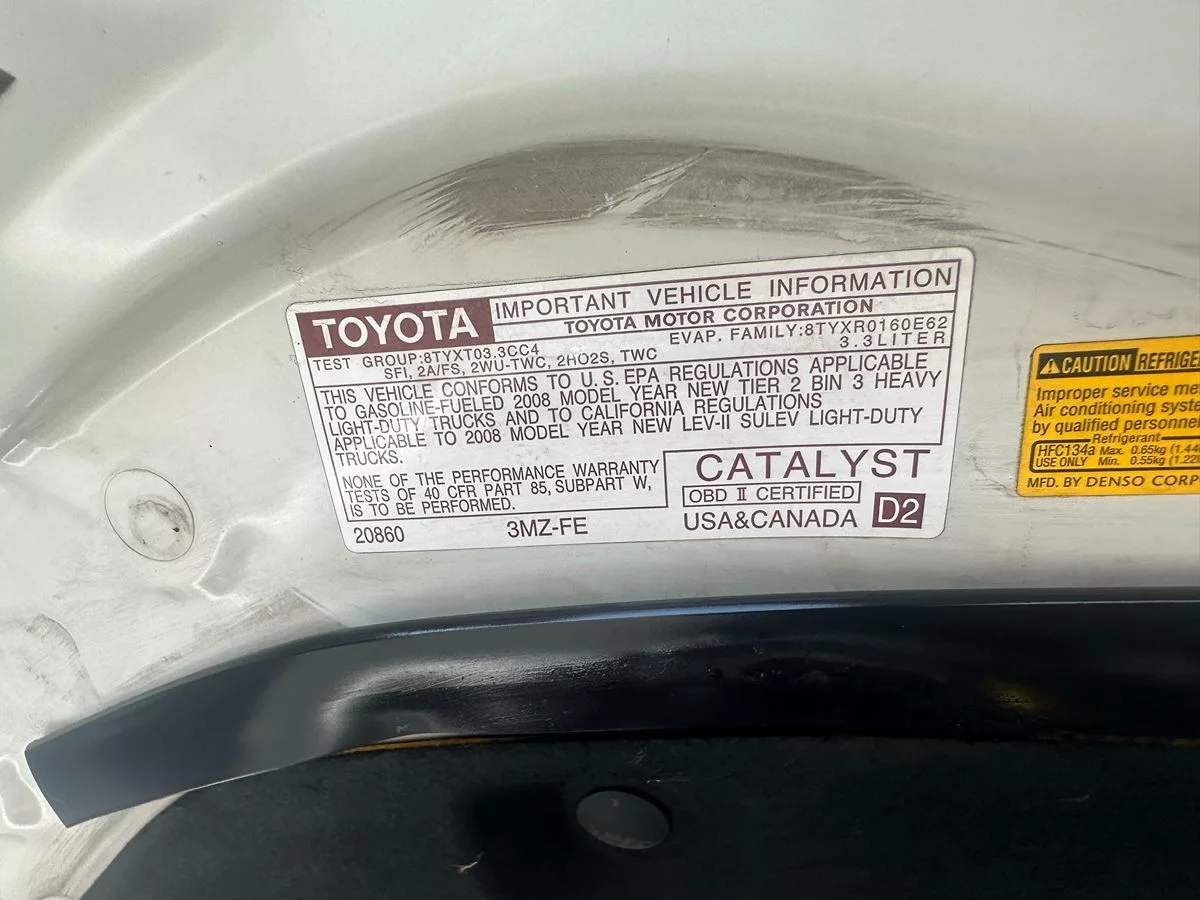 TOYOTA
IMPORTANT VEHICLE INFORMATION
TOYOTA MOTOR CORPORATION
TEST GROUP:8TYXT03.3CC4
EVAP. FAMILY:8TYXR0160E62
SFI, 2A/FS, 2WU-TWC, 2HO2S, TWC
3.3LITER
THIS VEHICLE CONFORMS TO U.S. EPA REGULATIONS APPLICABLE
TO GASOLINE-FUELED 2008 MODEL YEAR NEW TIER 2 BIN 3 HEAVY
LIGHT-DUTY TRUCKS AND TO CALIFORNIA REGULATIONS
APPLICABLE TO 2008 MODEL YEAR NEW LEV-II SULEV LIGHT-DUTY
TRUCKS.
NONE OF THE PERFORMANCE WARRANTY
TESTS OF 40 CFR PART 85, SUBPART W,
IS TO BE PERFORMED.
CATALYST
OBD II CERTIFIED
20860
3MZ-FE
USA&CANADA
D2
CAUTION
Improper service
Air conditioning
by qualified personnel
Refrigerant
HFC134a
USE ONLY
Max. 0.65kg
Min. 0.55kg
MFD. BY DENSO